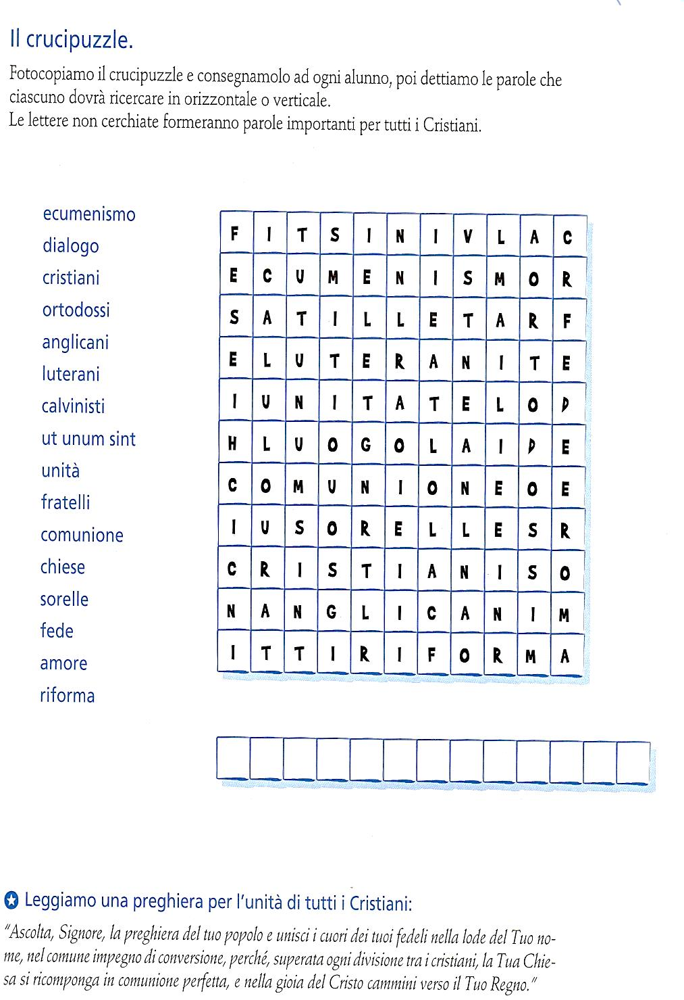 Il crucipuzzle.
Fotocopiamo il crucipuzzle e consegnamolo ad ogni alunno, poi dettiamo le parole che
ciascuno dovrà ricercare in orizzontale o verticale.
Le lettere non cerchiate formeranno parole importanti per tutti i Cristiani.
ecumenismo
dialogo
cristiani
ortodossi
anglicani
luterani
calvinisti
ut unum sint
unità
fratelli
comunione
chiese
sorelle
fede
amore
riforma
F I T S I N I V L A C
E C U M E N I S M O R
S A T I L L E T A R F
E L U T E R A N I T E
I U N I T A T E L O D
H L U O G O L A I D E
C O M U N I O N E O E
I U S O R E L L E S R
C R I S T I A N I S O
N A N G L I C A N I M
I T T I R I F O R M A
Leggiamo una preghiera per l'unità di tutti i Cristiani:
"Ascolta, Signore, la preghiera del tuo popolo e unisci i cuori dei tuoi fedeli nella lode del Tuo no-
me, nel comune impegno di conversione, perché, superata ogni divisione tra i cristiani, la Tua Chie-
sa si ricomponga in comunione perfetta, e nella gioia del Cristo cammini verso il Tuo Regno."